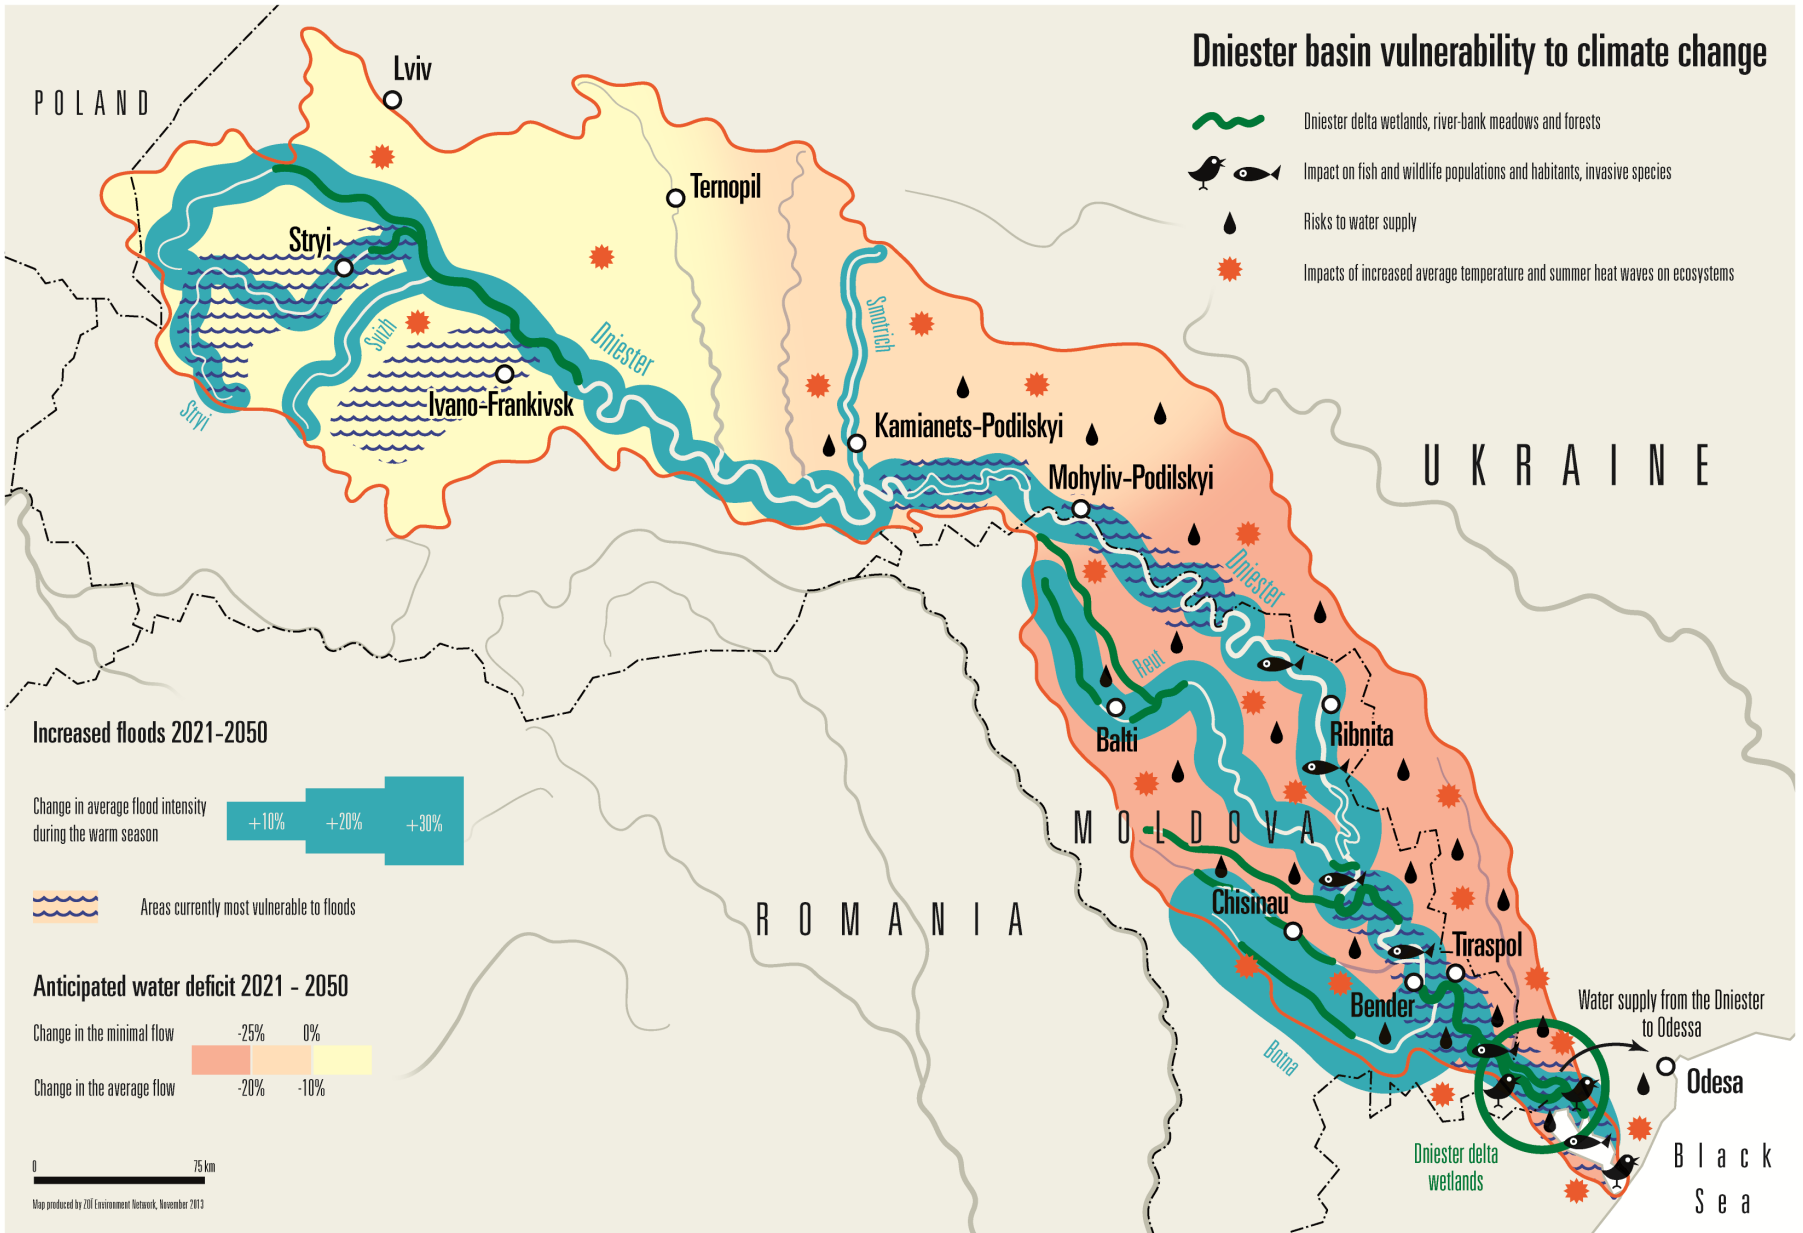 Dniester basin vulnerability to climate change
Dniester delta wetlands, river-bank meadows and forests
Impact on fish and wildlife populations and habitants, invasive species
Risks to water supply
Impacts of increased average temperature and summer heat waves on ecosystems
POLAND
Lviv
Ternopil
Stryi
Svizh
Dniester
Smotrich
Ivano-Frankivsk
Stryi
Kamianets-Podilskyi
Mohyliv-Podilskyi
UKRAINE
Dniester
Reut
Balti
Ribnita
MOLDOVA
Chisinau
ROMANIA
Tiraspol
Bender
Botna
Water supply from the Dniester
to Odessa
Odesa
Dniester delta
wetlands
Black
Sea
Increased floods 2021-2050
Change in average flood intensity
during the warm season
+10%
+20%
+30%
Areas currently most vulnerable to floods
Anticipated water deficit 2021 - 2050
Change in the minimal flow
-25%
0%
Change in the average flow
-20%
-10%
0
75 km
Map produced by ZOÏ Environment Network, November 2013